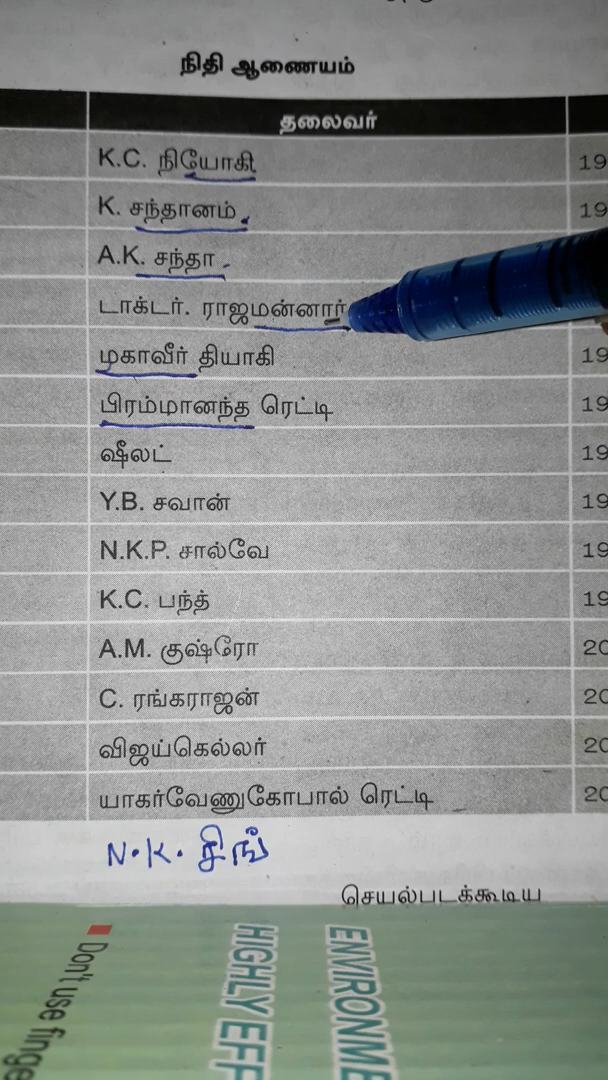 நிதி ஆணையம்
தலைவர்
K.C. நியோகி 19
K. சந்தானம் 19
A.K. சந்தா
டாக்டர். ராஜமன்னார்
மகாவீர் தியாகி 19
பிரம்மானந்த ரெட்டி 19
ஷீலட் 19
Y.B. சவான் 19
N.K.P. சால்வே 19
K.C. பந்த் 19
A.M. குஷ்ரோ 20
C. ரங்கராஜன் 20
விஜய்கெல்லர் 20
யாகர்வேணுகோபால் ரெட்டி 20
N.K. சிங்
செயல்படக்கூடிய
Don't use finge
HIGHLY EFF
ENVIRONME